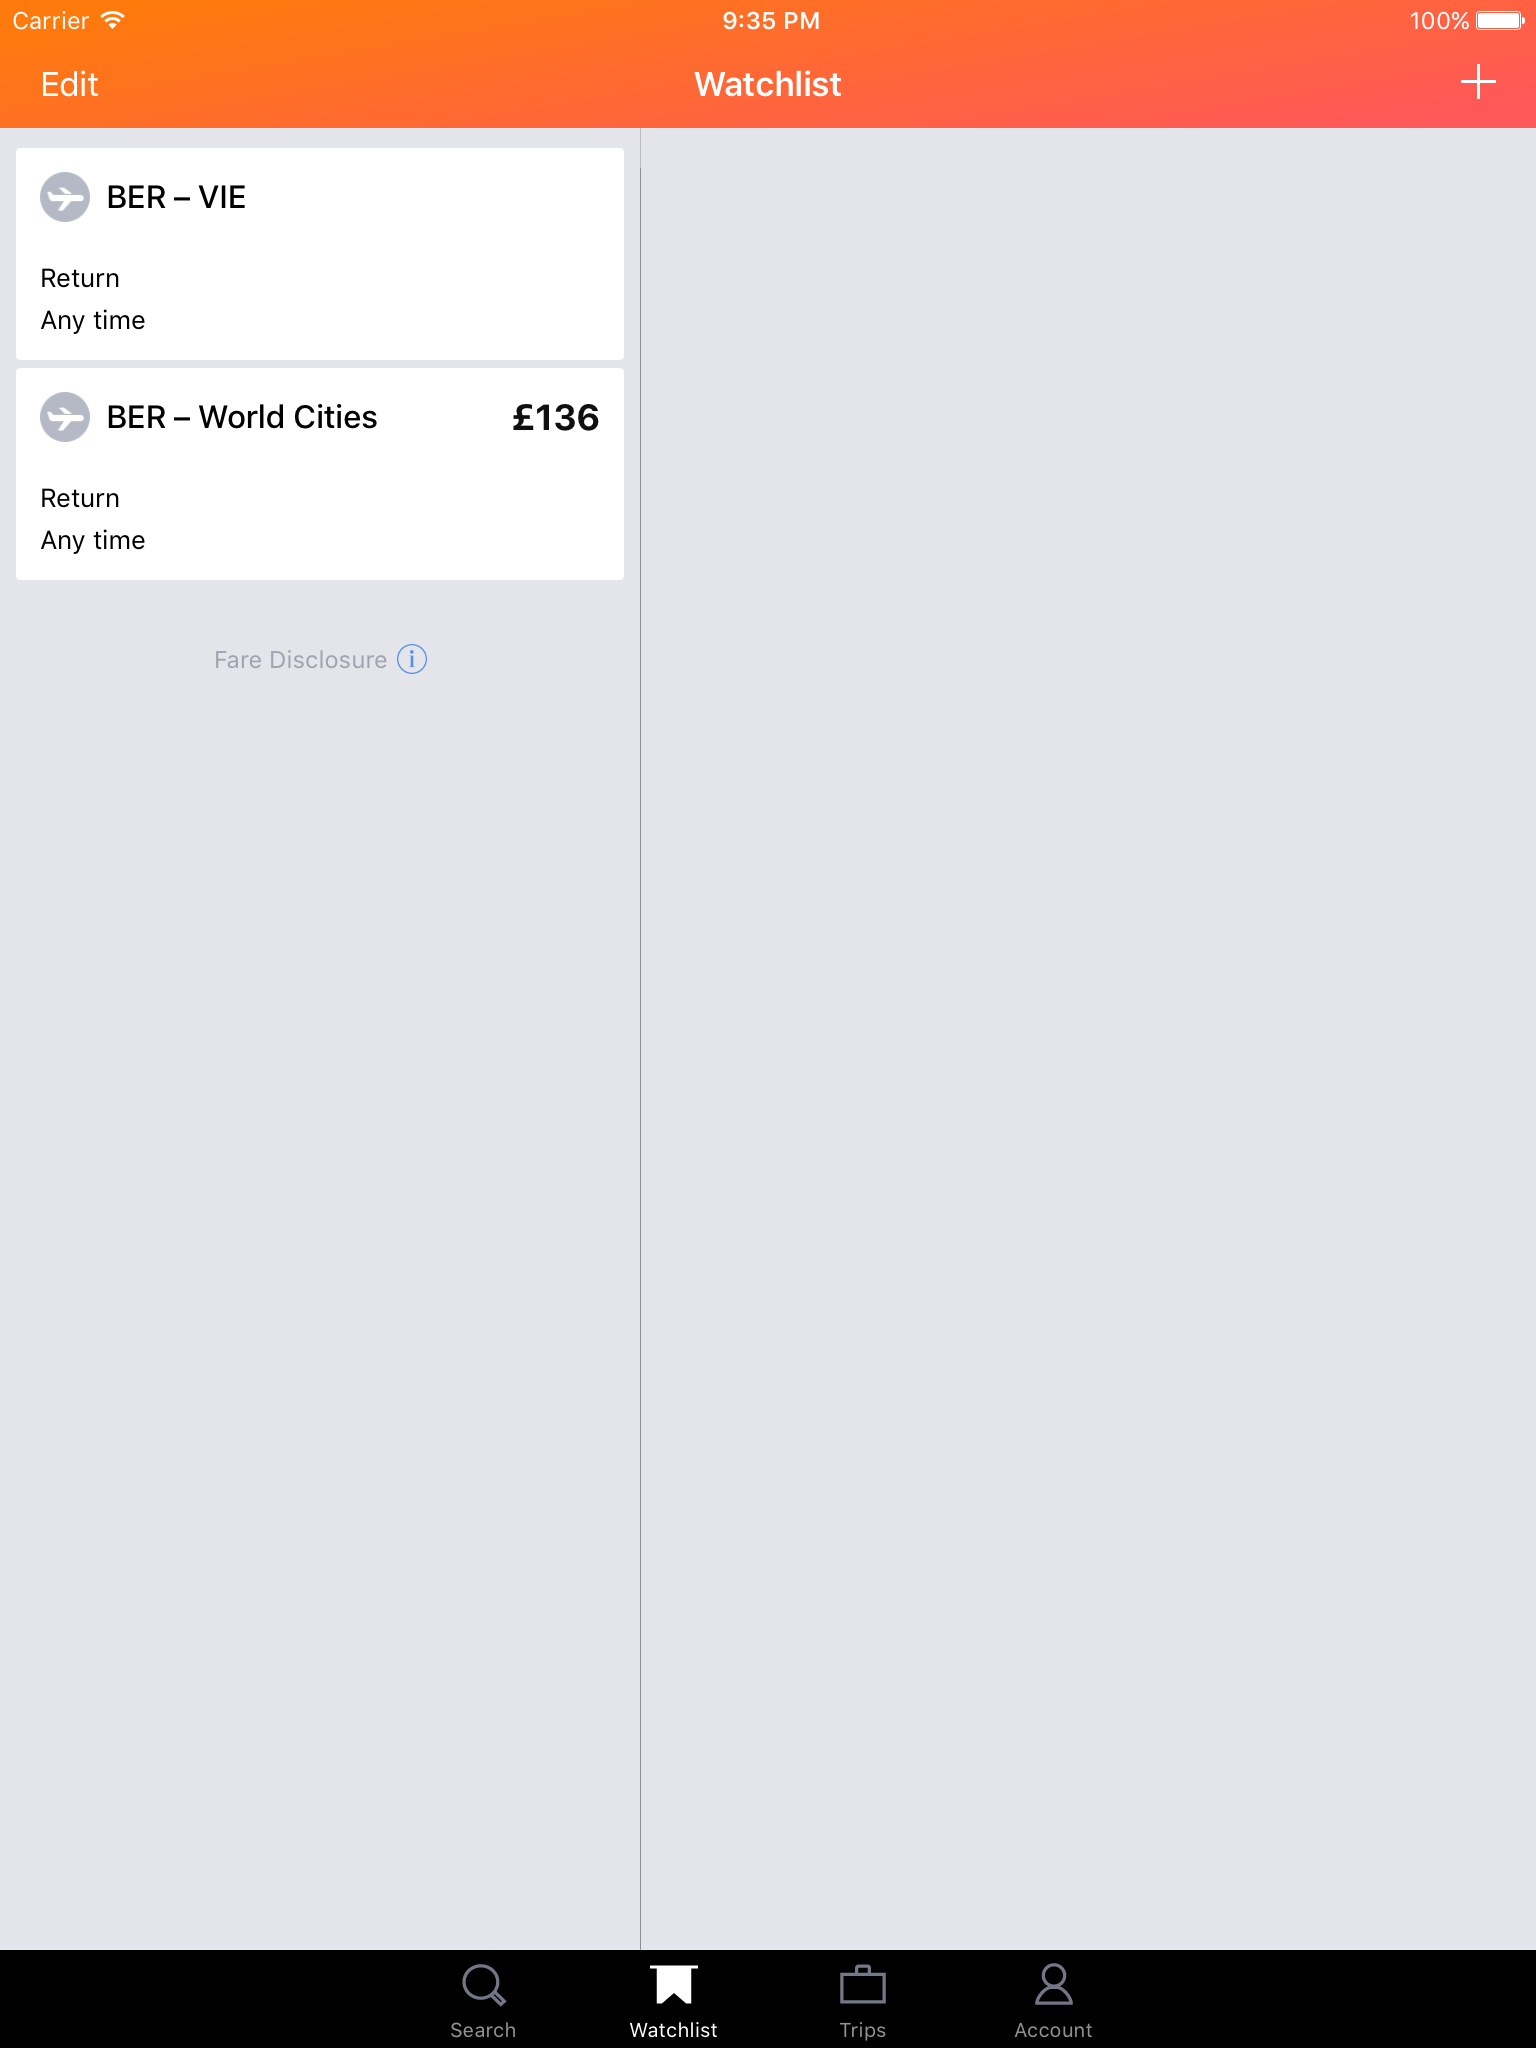 Carrier 9:35 PM 100%
Edit Watchlist
BER – VIE
Return
Any time
BER – World Cities £136
Return
Any time
Fare Disclosure i
Search Watchlist Trips Account